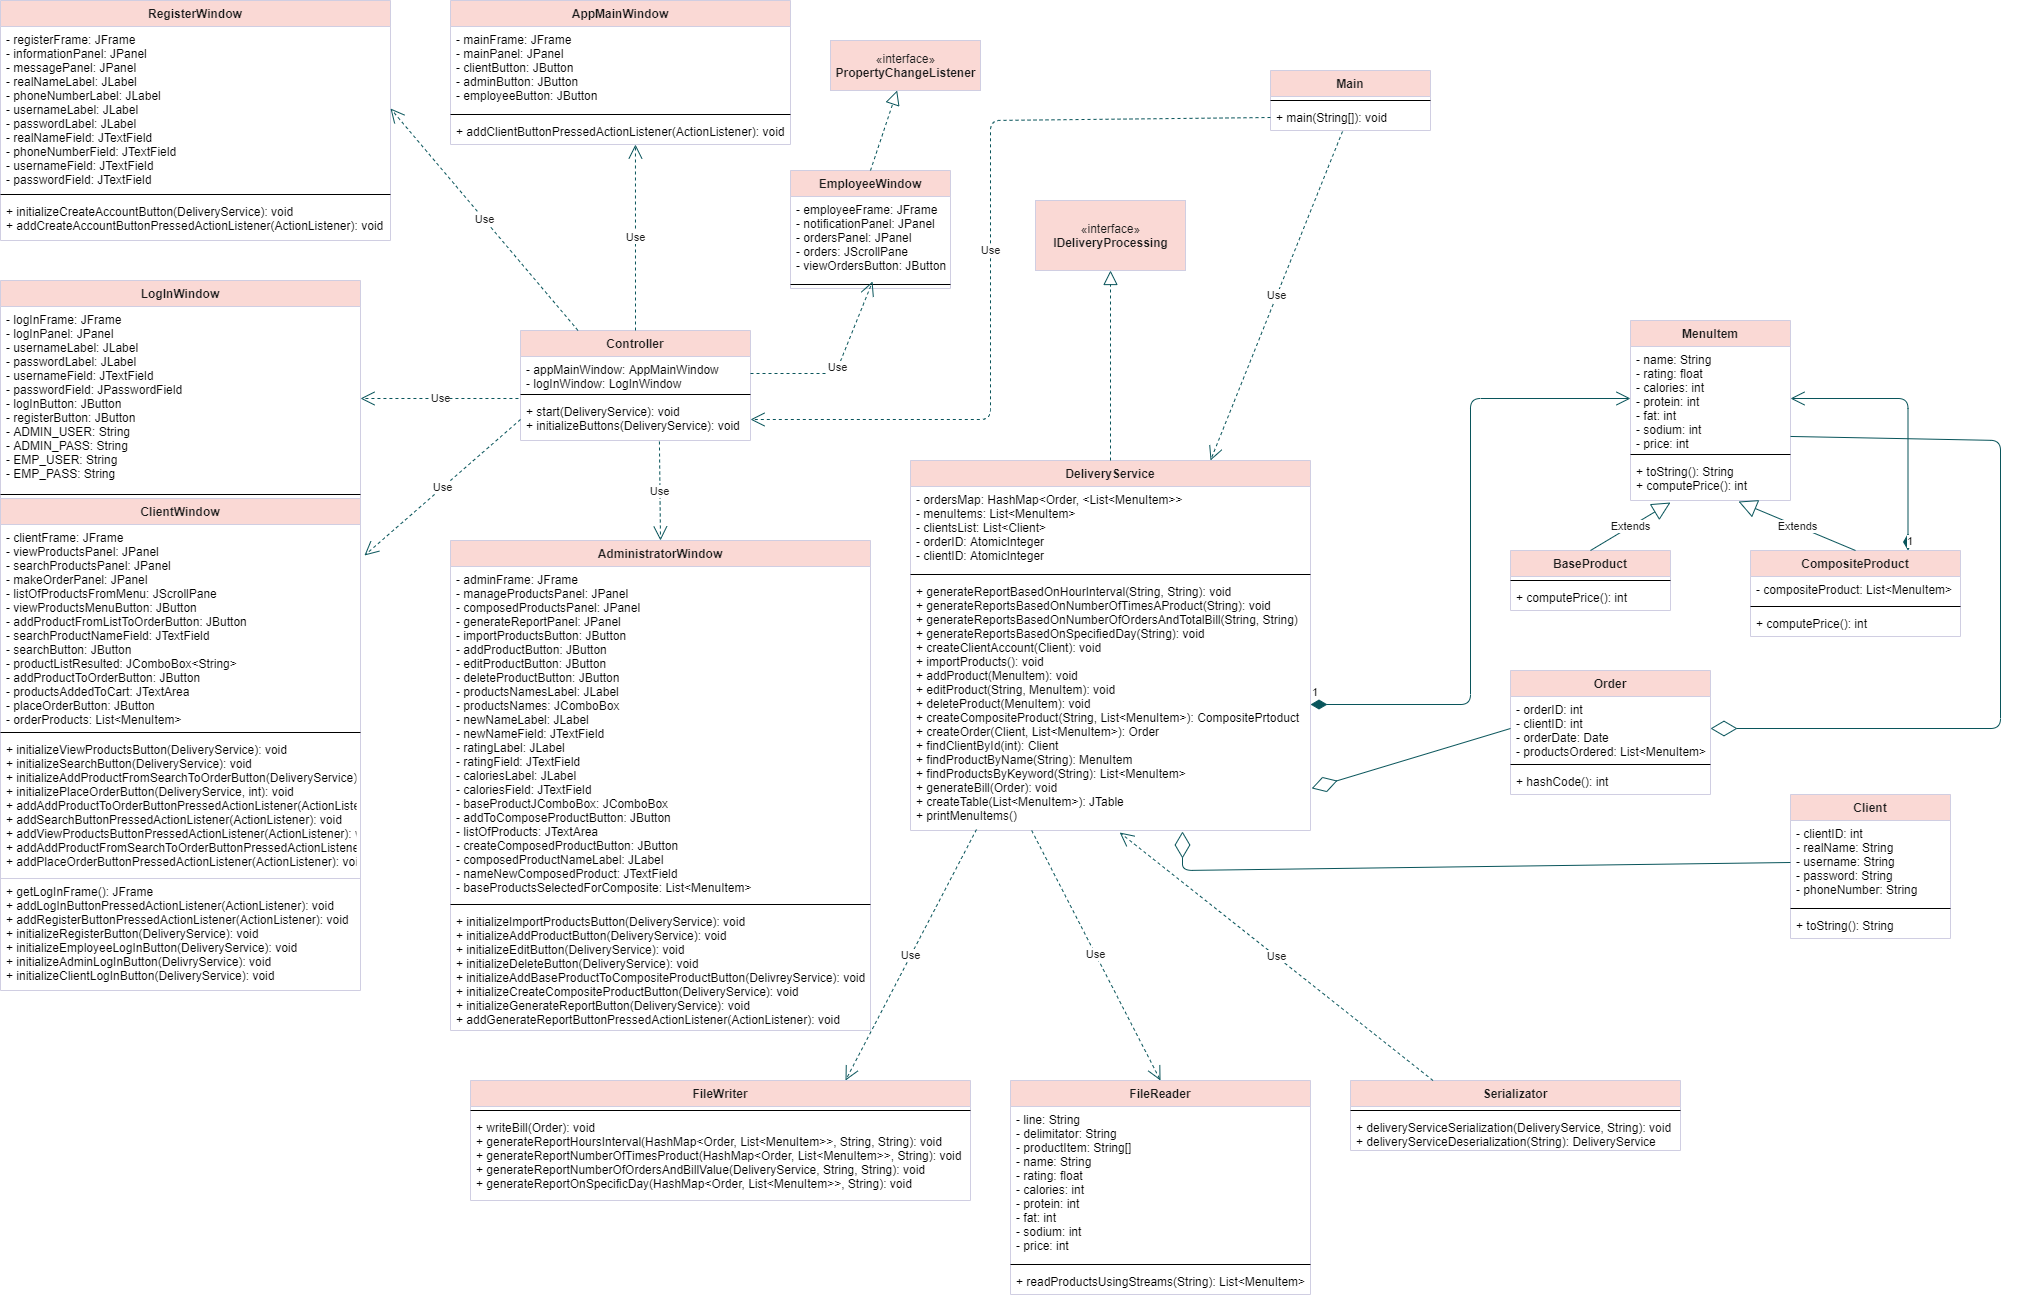 RegisterWindow
- registerFrame: JFrame
- informationPanel: JPanel
- messagePanel: JPanel
- realNameLabel: JLabel
- phoneNumberLabel: JLabel
- usernameLabel: JLabel
- passwordLabel: JLabel
- realNameField: JTextField
- phoneNumberField: JTextField
- usernameField: JTextField
- passwordField: JTextField
+ initializeCreateAccountButton(DeliveryService): void
+ addCreateAccountButtonPressedActionListener(ActionListener): void
AppMainWindow
- mainFrame: JFrame
- mainPanel: JPanel
- clientButton: JButton
- adminButton: JButton
- employeeButton: JButton
+ addClientButtonPressedActionListener(ActionListener): void
«interface»
PropertyChangeListener
Main
+ main(String[]): void
EmployeeWindow
- employeeFrame: JFrame
- notificationPanel: JPanel
- ordersPanel: JPanel
- orders: JScrollPane
- viewOrdersButton: JButton
«interface»
IDeliveryProcessing
Use
Use
Use
Use
LogInWindow
- logInFrame: JFrame
- logInPanel: JPanel
- usernameLabel: JLabel
- passwordLabel: JLabel
- usernameField: JTextField
- passwordField: JPasswordField
- logInButton: JButton
- registerButton: JButton
- ADMIN_USER: String
- ADMIN_PASS: String
- EMP_USER: String
- EMP_PASS: String
Controller
- appMainWindow: AppMainWindow
- logInWindow: LogInWindow
+ start(DeliveryService): void
+ initializeButtons(DeliveryService): void
Use
Use
Use
Use
MenuItem
- name: String
- rating: float
- calories: int
- protein: int
- fat: int
- sodium: int
- price: int
+ toString(): String
+ computePrice(): int
Extends
Extends
1
BaseProduct
+ computePrice(): int
CompositeProduct
- compositeProduct: List<MenuItem>
+ computePrice(): int
ClientWindow
- clientFrame: JFrame
- viewProductsPanel: JPanel
- searchProductsPanel: JPanel
- makeOrderPanel: JPanel
- listOfProductsFromMenu: JScrollPane
- viewProductsMenuButton: JButton
- addProductFromListToOrderButton: JButton
- searchProductNameField: JTextField
- searchButton: JButton
- productListResulted: JComboBox<String>
- addProductToOrderButton: JButton
- productsAddedToCart: JTextArea
- placeOrderButton: JButton
- orderProducts: List<MenuItem>
+ initializeViewProductsButton(DeliveryService): void
+ initializeSearchButton(DeliveryService): void
+ initializeAddProductFromSearchToOrderButton(DeliveryService)
+ initializePlaceOrderButton(DeliveryService, int): void
+ addAddProductToOrderButtonPressedActionListener(ActionListe
+ addSearchButtonPressedActionListener(ActionListener): void
+ addViewProductsButtonPressedActionListener(ActionListener):
+ addAddProductFromSearchToOrderButtonPressedActionListene
+ addPlaceOrderButtonPressedActionListener(ActionListener): voi
+ getLogInFrame(): JFrame
+ addLogInButtonPressedActionListener(ActionListener): void
+ addRegisterButtonPressedActionListener(ActionListener): void
+ initializeRegisterButton(DeliveryService): void
+ initializeEmployeeLogInButton(DeliveryService): void
+ initializeAdminLogInButton(DeliveryService): void
+ initializeClientLogInButton(DeliveryService): void
AdministratorWindow
- adminFrame: JFrame
- manageProductsPanel: JPanel
- composedProductsPanel: JPanel
- generateReportPanel: JPanel
- importProductsButton: JButton
- addProductButton: JButton
- editProductButton: JButton
- deleteProductButton: JButton
- productsNamesLabel: JLabel
- productsNames: JComboBox
- newNameLabel: JLabel
- newNameField: JTextField
- ratingLabel: JLabel
- ratingField: JTextField
- caloriesLabel: JLabel
- caloriesField: JTextField
- baseProductJComboBox: JComboBox
- addToComposeProductButton: JButton
- listOfProducts: JTextArea
- createComposedProductButton: JButton
- composedProductNameLabel: JLabel
- nameNewComposedProduct: JTextField
- baseProductsSelectedForComposite: List<MenuItem>
+ initializeImportProductsButton(DeliveryService): void
+ initializeAddProductButton(DeliveryService): void
+ initializeEditButton(DeliveryService): void
+ initializeDeleteButton(DeliveryService): void
+ initializeAddBaseProductToCompositeProductButton(DelivreyService): void
+ initializeCreateCompositeProductButton(DeliveryService): void
+ initializeGenerateReportButton(DeliveryService): void
+ addGenerateReportButtonPressedActionListener(ActionListener): void
DeliveryService
- ordersMap: HashMap<Order, <List<MenuItem>>
- menuItems: List<MenuItem>
- clientsList: List<Client>
- orderID: AtomicInteger
- clientID: AtomicInteger
+ generateReportBasedOnHourInterval(String, String): void
+ generateReportsBasedOnNumberOfTimesAProduct(String): void
+ generateReportsBasedOnNumberOfOrdersAndTotalBill(String, String)
+ generateReportsBasedOnSpecifiedDay(String): void
+ createClientAccount(Client): void
+ importProducts(): void
+ addProduct(MenuItem): void
+ editProduct(String, MenuItem): void
+ deleteProduct(MenuItem): void
+ createCompositeProduct(String, List<MenuItem>): CompositePrtoduct
+ createOrder(Client, List<MenuItem>): Order
+ findClientById(int): Client
+ findProductByName(String): MenuItem
+ findProductsByKeyword(String): List<MenuItem>
+ generateBill(Order): void
+ createTable(List<MenuItem>): JTable
+ printMenuItems()
1
Order
- orderID: int
- clientID: int
- orderDate: Date
- productsOrdered: List<MenuItem>
+ hashCode(): int
Client
- clientID: int
- realName: String
- username: String
- password: String
- phoneNumber: String
+ toString(): String
Use
Use
Use
FileWriter
+ writeBill(Order): void
+ generateReportHoursInterval(HashMap<Order, List<MenuItem>>, String, String): void
+ generateReportNumberOfTimesProduct(HashMap<Order, List<MenuItem>>, String): void
+ generateReportNumberOfOrdersAndBillValue(DeliveryService, String, String): void
+ generateReportOnSpecificDay(HashMap<Order, List<MenuItem>>, String): void
FileReader
- line: String
- delimitator: String
- productItem: String[]
- name: String
- rating: float
- calories: int
- protein: int
- fat: int
- sodium: int
- price: int
+ readProductsUsingStreams(String): List<MenuItem>
Serializator
+ deliveryServiceSerialization(DeliveryService, String): void
+ deliveryServiceDeserialization(String): DeliveryService